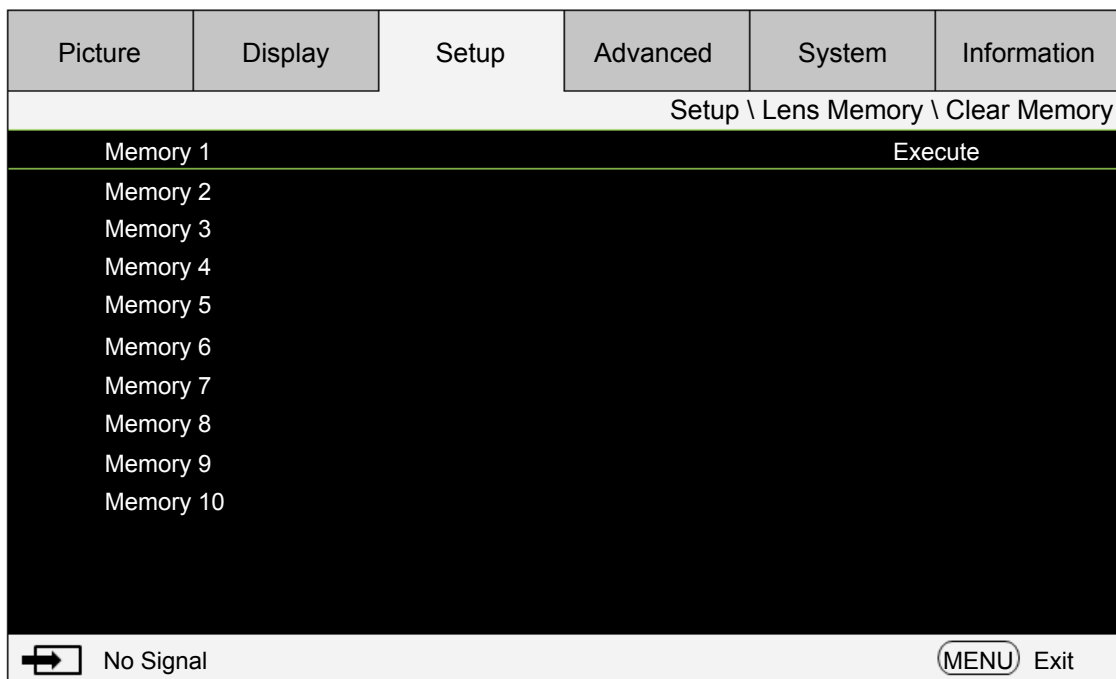 Picture Display Setup Advanced System Information
Setup \ Lens Memory \ Clear Memory
Memory 1 Execute
Memory 2
Memory 3
Memory 4
Memory 5
Memory 6
Memory 7
Memory 8
Memory 9
Memory 10
No Signal MENU Exit